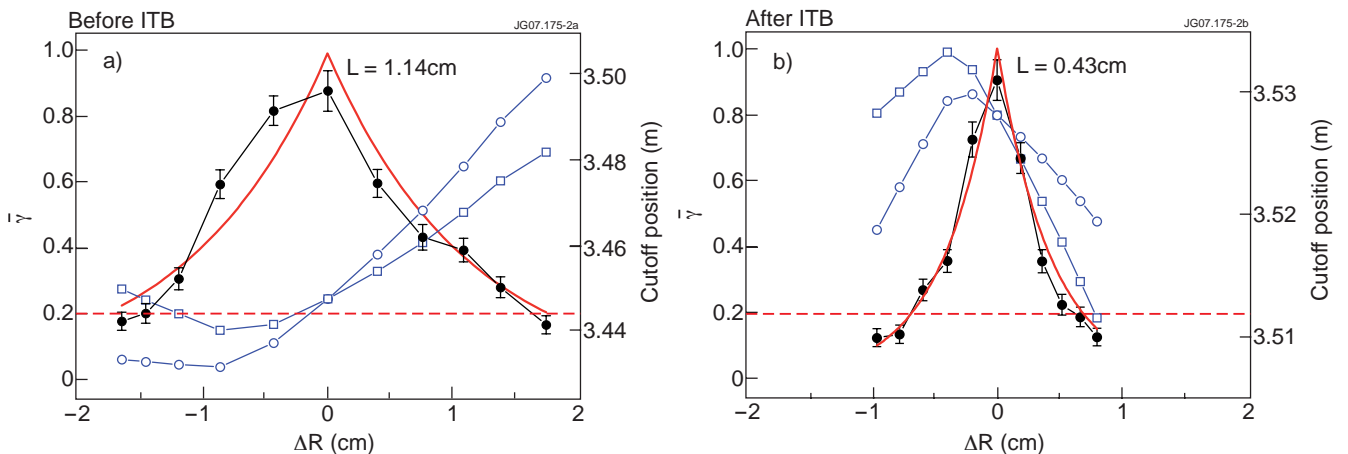 Before ITB
JG07.175-2a
a)
L = 1.14cm
1.0
0.8
0.6
0.4
0.2
0
γ̄
3.50
3.48
3.46
3.44
Cutoff position (m)
−2
−1
0
1
2
ΔR (cm)
After ITB
JG07.175-2b
b)
L = 0.43cm
1.0
0.8
0.6
0.4
0.2
0
γ̄
3.53
3.52
3.51
Cutoff position (m)
−2
−1
0
1
2
ΔR (cm)